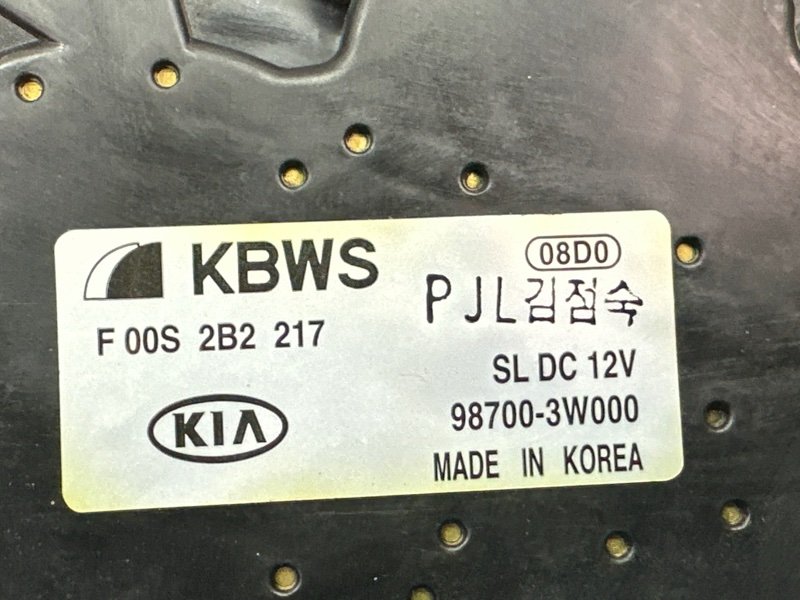 KBWS
08D0
PJL김점숙
F 00S 2B2 217
SL DC 12V
KIA
98700-3W000
MADE IN KOREA